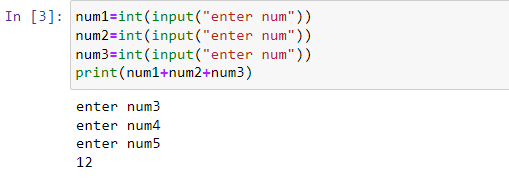 In [3]: num1=int(input("enter num"))
num2=int(input("enter num"))
num3=int(input("enter num"))
print(num1+num2+num3)
enter num3
enter num4
enter num5
12